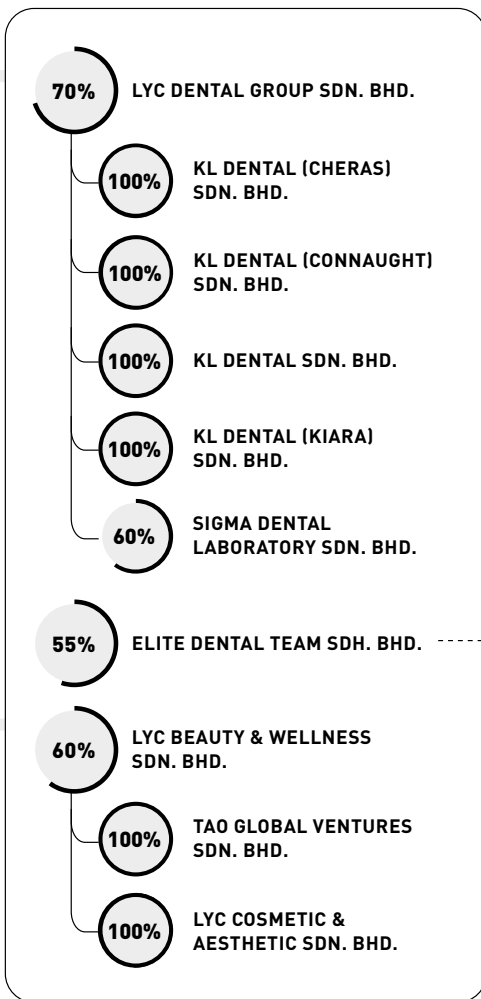 70% LYC DENTAL GROUP SDN. BHD.
100% KL DENTAL (CHERAS)
SDN. BHD.
100% KL DENTAL (CONNAUGHT)
SDN. BHD.
100% KL DENTAL SDN. BHD.
100% KL DENTAL (KIARA)
SDN. BHD.
60% SIGMA DENTAL
LABORATORY SDN. BHD.
55% ELITE DENTAL TEAM SDH. BHD.
60% LYC BEAUTY & WELLNESS
SDN. BHD.
100% TAO GLOBAL VENTURES
SDN. BHD.
100% LYC COSMETIC &
AESTHETIC SDN. BHD.